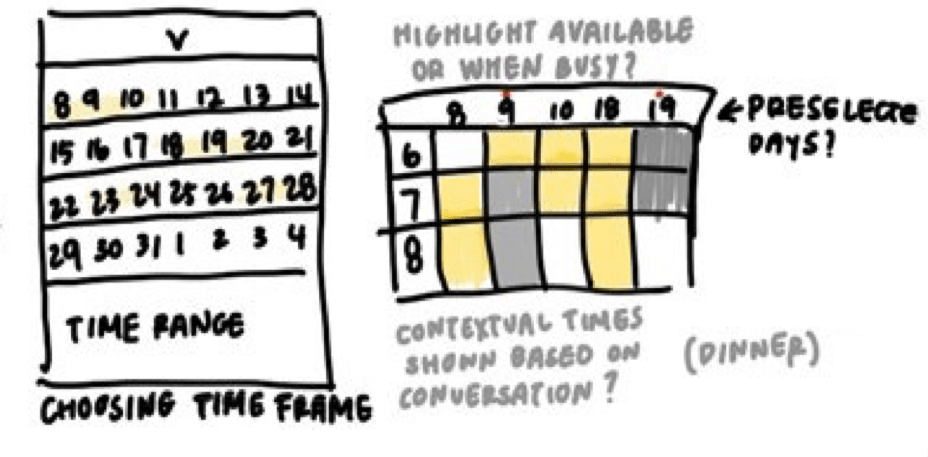 V
8 9 10 11 12 13 14
15 16 17 18 19 20 21
22 23 24 25 26 27 28
29 30 31 1 2 3 4
TIME RANGE
CHOOSING TIME FRAME
HIGHLIGHT AVAILABLE
OR WHEN BUSY?
8 9 10 18 19
6
7
8
← PRESELECTE
DAYS?
CONTEXTUAL TIMES
SHOWN BASED ON
CONVERSATION?
(DINNER)